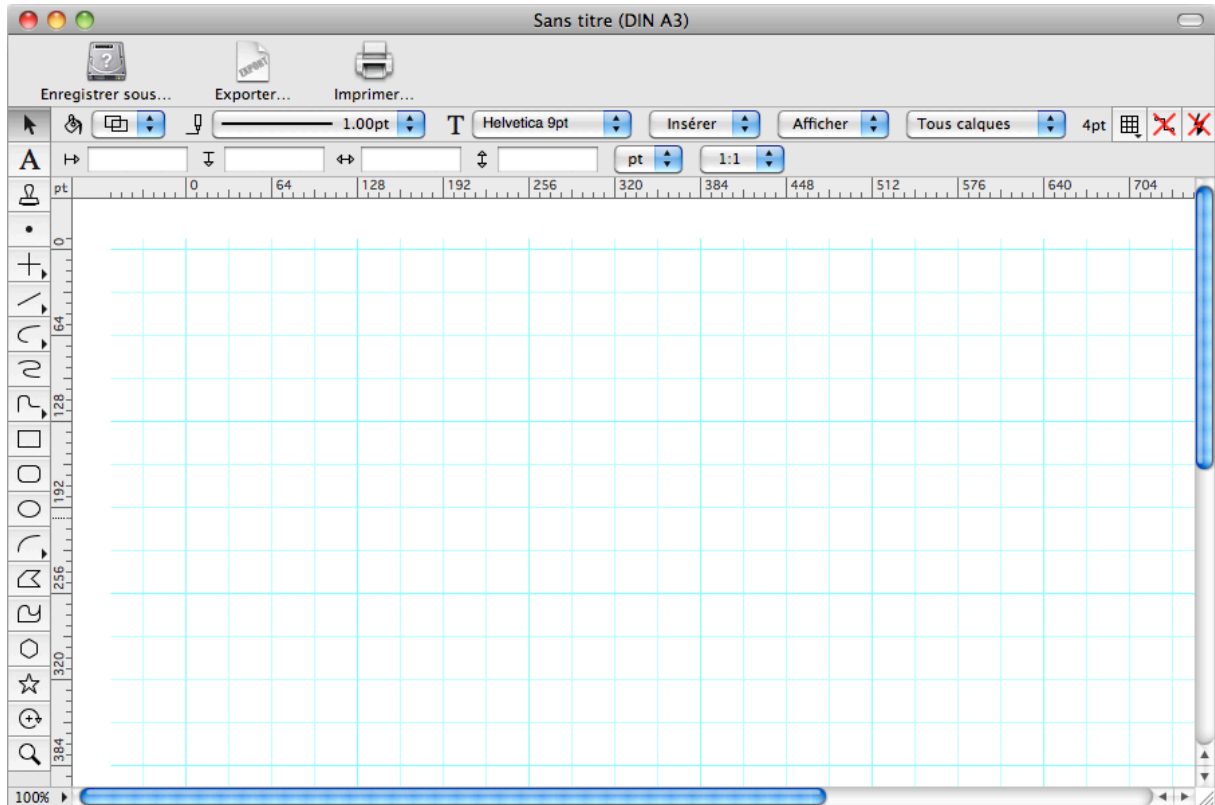 Sans titre (DIN A3)
EXPORT
Enregistrer sous... Exporter... Imprimer...
1.00pt T Helvetica 9pt Insérer Afficher Tous calques 4pt
A pt 1:1
pt 0 64 128 192 256 320 384 448 512 576 640 704
0
64
128
192
256
320
384
100%